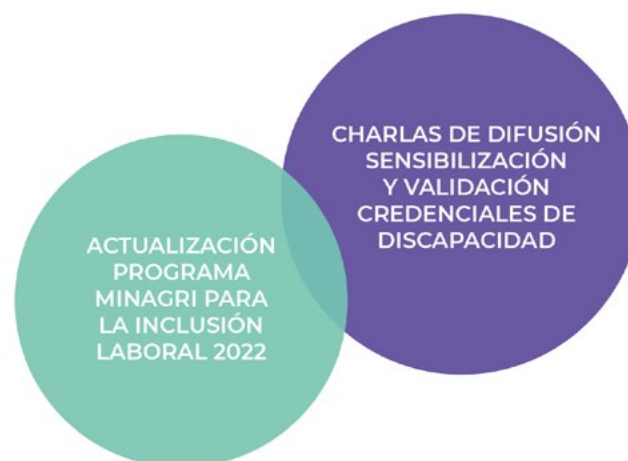 CHARLAS DE DIFUSIÓN
SENSIBILIZACIÓN
Y VALIDACIÓN
CREDENCIALES DE
DISCAPACIDAD
ACTUALIZACIÓN
PROGRAMA
MINAGRI PARA
LA INCLUSIÓN
LABORAL 2022